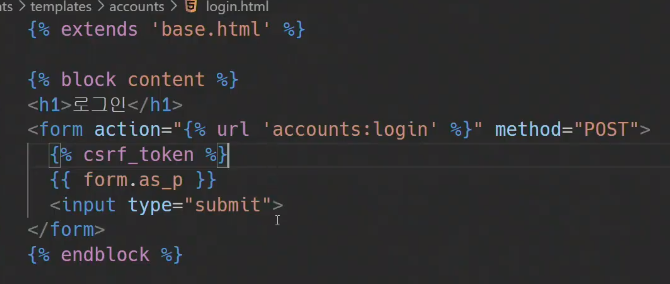 ts > templates > accounts > login.html
{% extends 'base.html' %}
{% block content %}
<h1>로그인</h1>
<form action="{% url 'accounts:login' %}" method="POST">
{% csrf_token %}
{{ form.as_p }}
<input type="submit">
</form>
{% endblock %}